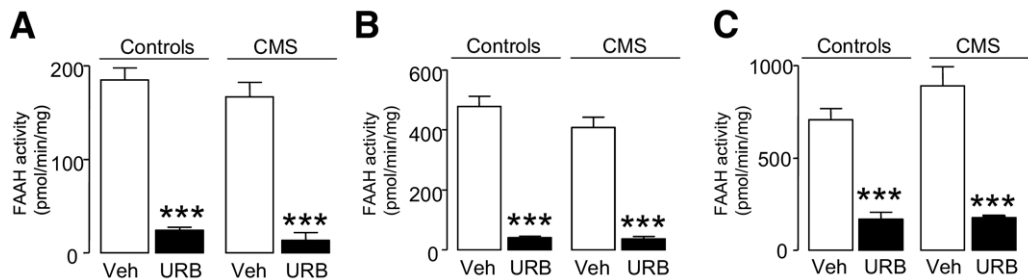 A
Controls CMS
FAAH activity
(pmol/min/mg)
200
100
0
*** ***
Veh URB Veh URB
B
Controls CMS
FAAH activity
(pmol/min/mg)
600
400
200
0
*** ***
Veh URB Veh URB
C
Controls CMS
FAAH activity
(pmol/min/mg)
1000
500
0
*** ***
Veh URB Veh URB